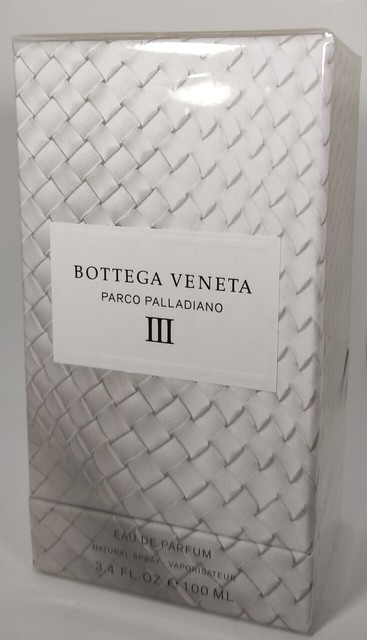 BOTTEGA VENETA
PARCO PALLADIANO
III
EAU DE PARFUM
NATURAL SPRAY VAPORISATEUR
3.4 FL OZ ℮ 100 ML